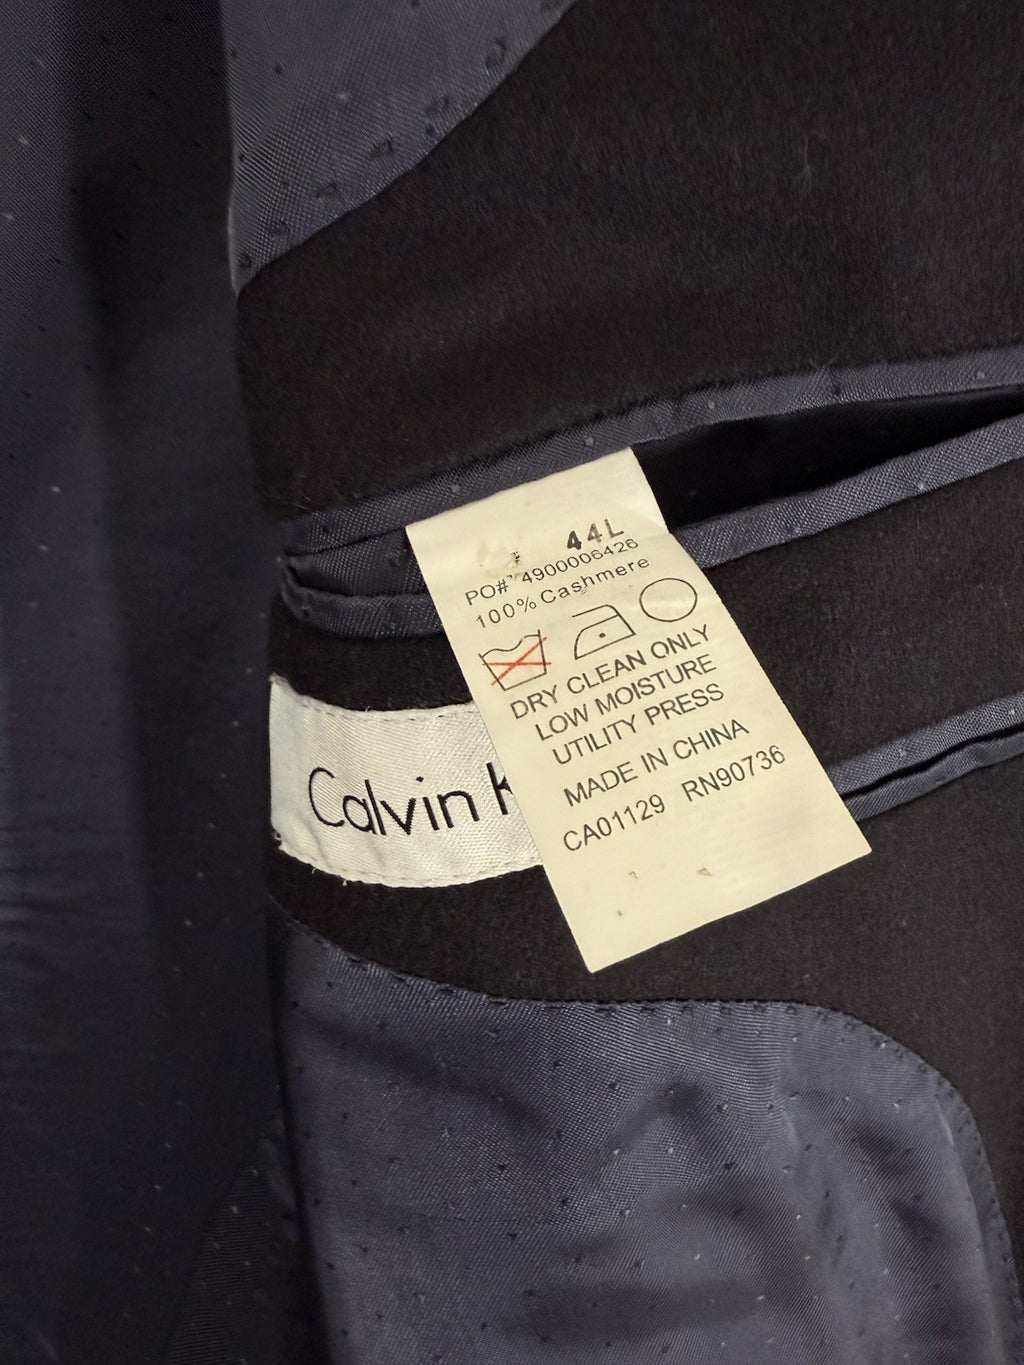 44L
PO# 4900006426
100% Cashmere
DRY CLEAN ONLY
LOW MOISTURE
UTILITY PRESS
MADE IN CHINA
CA01129 RN90736
Calvin K